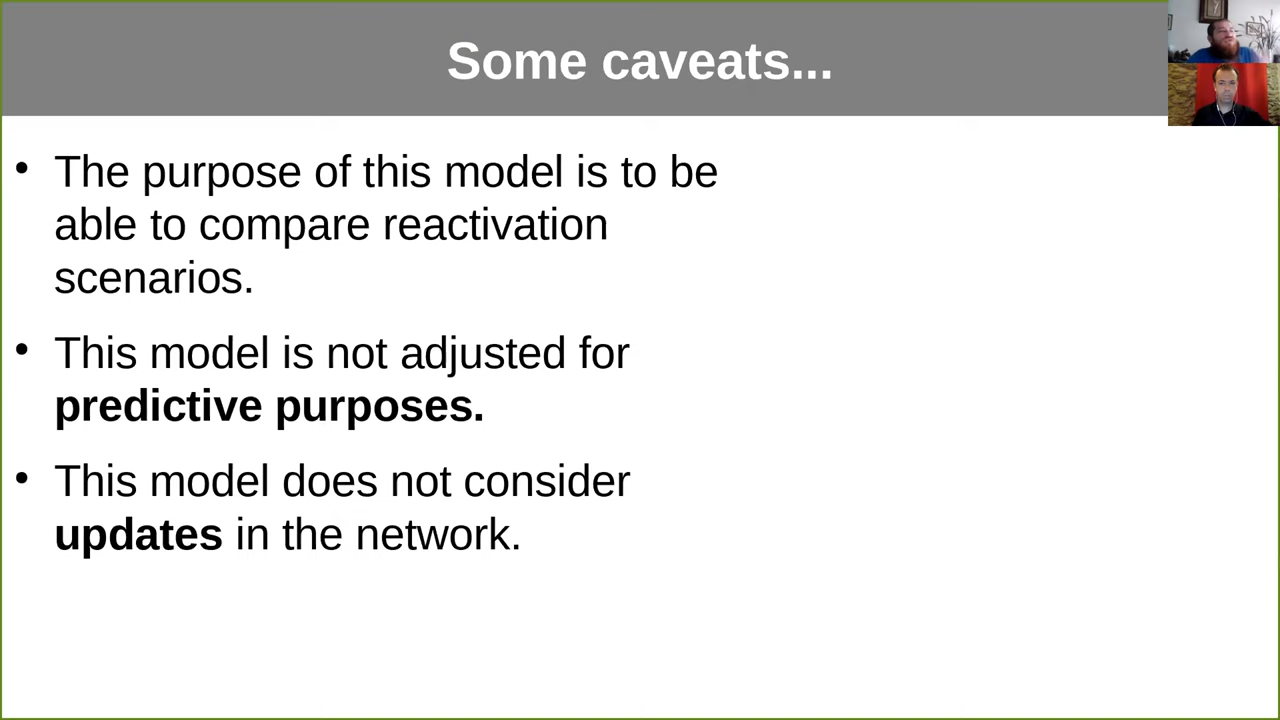 Some caveats...
• The purpose of this model is to be
able to compare reactivation
scenarios.
• This model is not adjusted for
predictive purposes.
• This model does not consider
updates in the network.